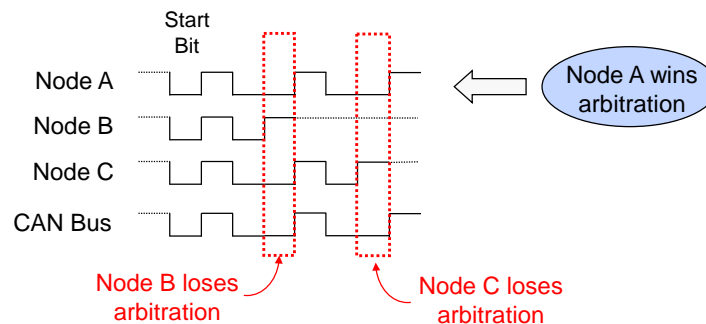 Start
Bit
Node A
Node B
Node C
CAN Bus
Node A wins
arbitration
Node B loses
arbitration
Node C loses
arbitration